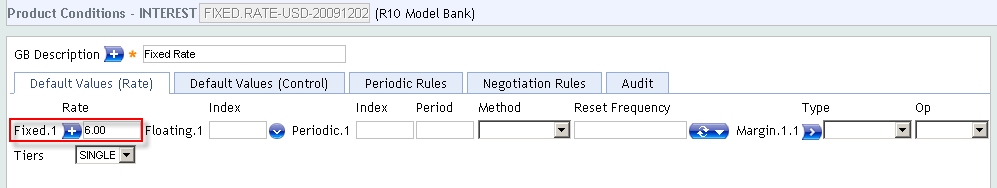 Product Conditions - INTEREST FIXED.RATE-USD-20091202 (R10 Model Bank)
GB Description * Fixed Rate
Default Values (Rate) Default Values (Control) Periodic Rules Negotiation Rules Audit
Rate Index Index Period Method Reset Frequency Type Op
Fixed.1 6.00 Floating.1 Periodic.1 Margin.1.1
Tiers SINGLE